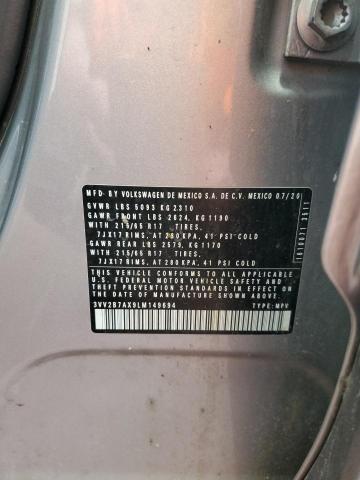 MFD BY VOLKSWAGEN DE MEXICO S.A. DE C.V. MEXICO 07/20
GVWR LBS 5093 KG 2310
GAWR FRONT LBS 2624, KG 1190
WITH 215/65 R17 TIRES.
7JX17 RIMS, AT 280 KPA, 41 PSI COLD
GAWR REAR LBS 2579, KG 1170
WITH 215/65 R17 TIRES.
7JX17 RIMS, AT 280 KPA, 41 PSI COLD
THIS VEHICLE CONFORMS TO ALL APPLICABLE
U.S. FEDERAL MOTOR VEHICLE SAFETY
AND THEFT PREVENTION STANDARDS IN EFFECT
ON THE DATE OF MANUFACTURE SHOWN ABOVE
3VV2B7AX9LM149694 TYPE: MPV